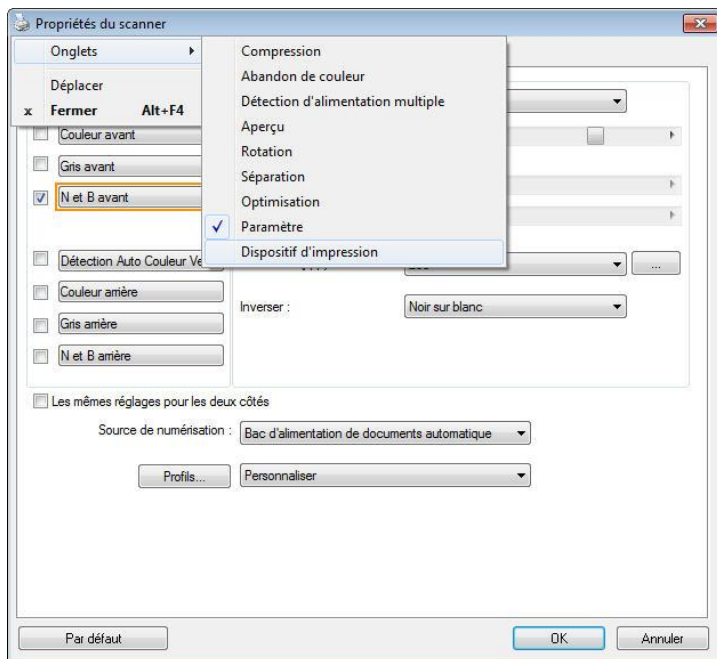 Propriétés du scanner
Onglets
Déplacer
x Fermer Alt+F4
Compression
Abandon de couleur
Détection d'alimentation multiple
Aperçu
Rotation
Séparation
Optimisation
Paramètre
Dispositif d'impression
Couleur avant
Gris avant
N et B avant
Détection Auto Couleur
Couleur arrière
Gris arrière
N et B arrière
Inverser :
Noir sur blanc
...
Les mêmes réglages pour les deux côtés
Source de numérisation :
Bac d'alimentation de documents automatique
Profils...
Personnaliser
Par défaut
OK
Annuler